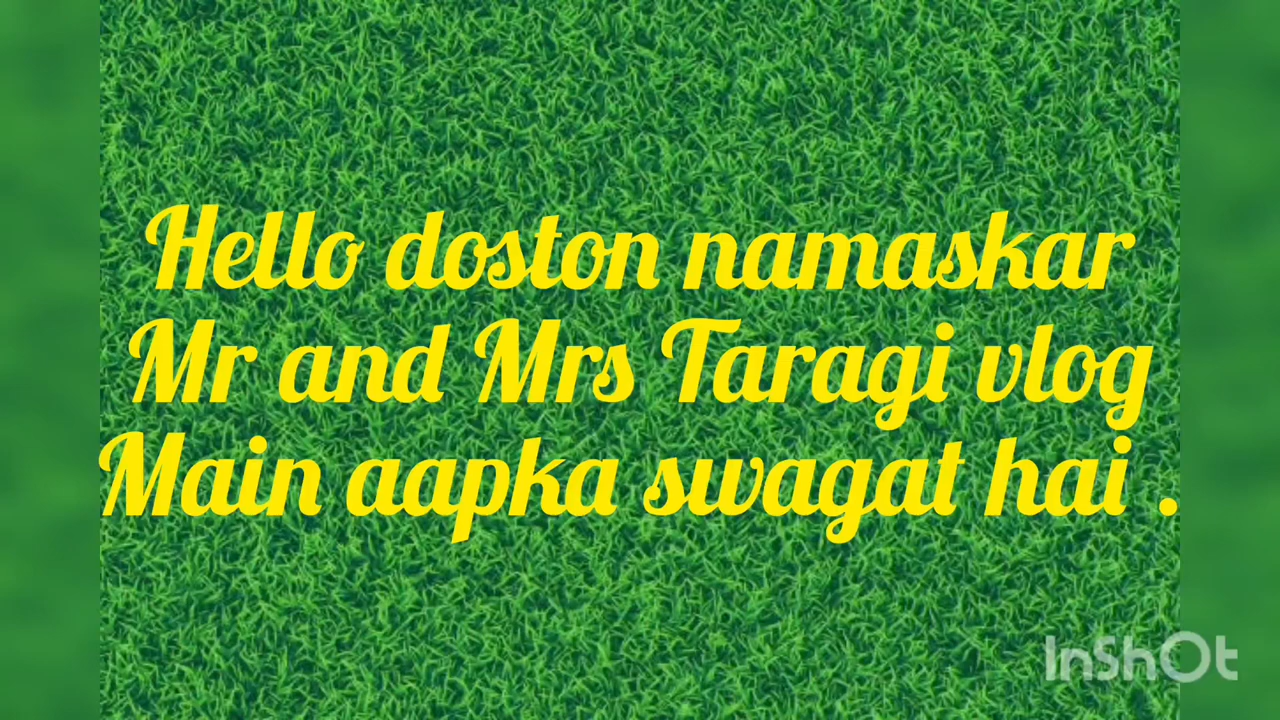 Hello doston namaskar
Mr and Mrs Taragi vlog
Main aapka swagat hai .
InShOt